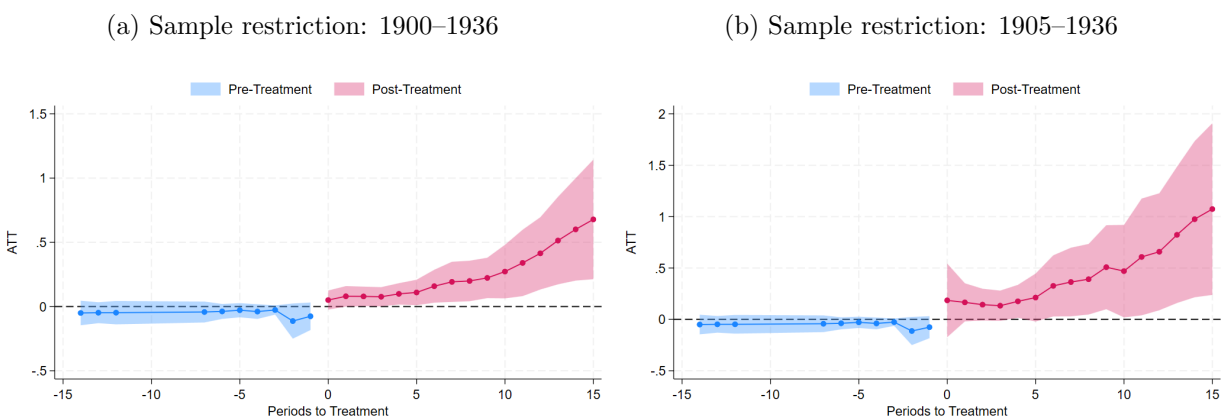 (a) Sample restriction: 1900–1936
Pre-Treatment Post-Treatment
1.5
1
.5
0
-.5
ATT
-15 -10 -5 0 5 10 15
Periods to Treatment
(b) Sample restriction: 1905–1936
Pre-Treatment Post-Treatment
2
1.5
1
.5
0
-.5
ATT
-15 -10 -5 0 5 10 15
Periods to Treatment